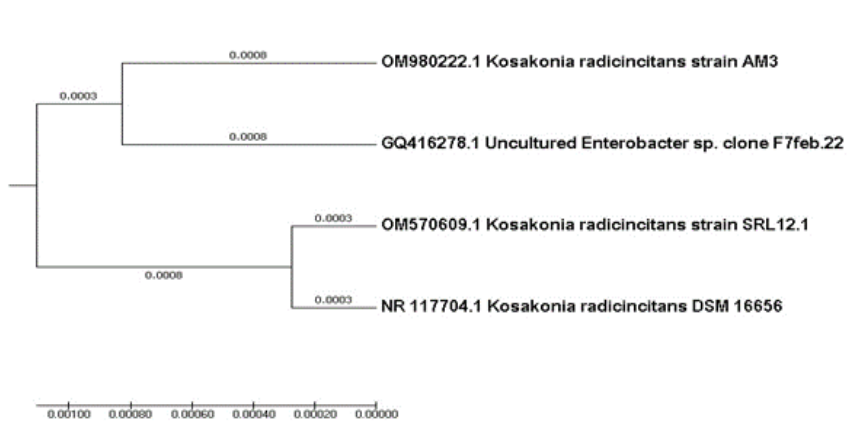 0.0008
OM980222.1 Kosakonia radicincitans strain AM3
0.0003
0.0008
GQ416278.1 Uncultured Enterobacter sp. clone F7feb.22
0.0003
OM570609.1 Kosakonia radicincitans strain SRL12.1
0.0008
0.0003
NR 117704.1 Kosakonia radicincitans DSM 16656
0.00100 0.00080 0.00060 0.00040 0.00020 0.00000